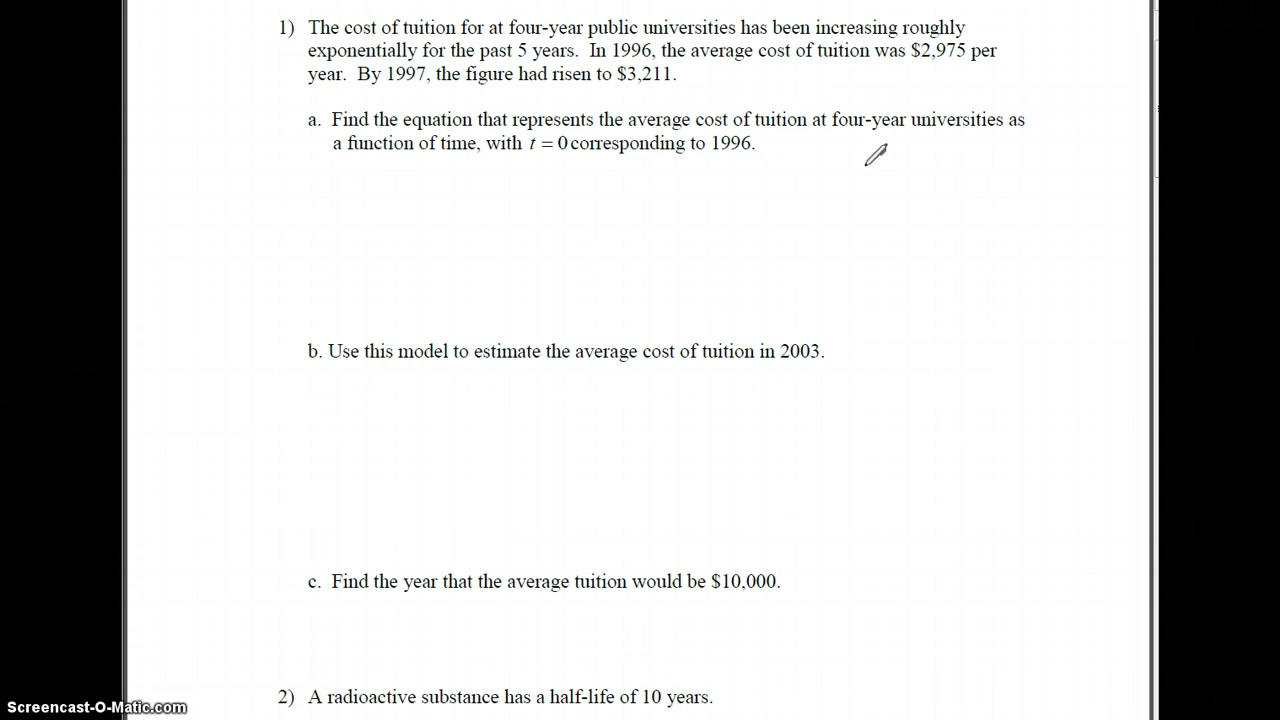 1) The cost of tuition for at four-year public universities has been increasing roughly
exponentially for the past 5 years. In 1996, the average cost of tuition was $2,975 per
year. By 1997, the figure had risen to $3,211.
a. Find the equation that represents the average cost of tuition at four-year universities as
a function of time, with t = 0 corresponding to 1996.
b. Use this model to estimate the average cost of tuition in 2003.
c. Find the year that the average tuition would be $10,000.
2) A radioactive substance has a half-life of 10 years.
Screencast-O-Matic.com